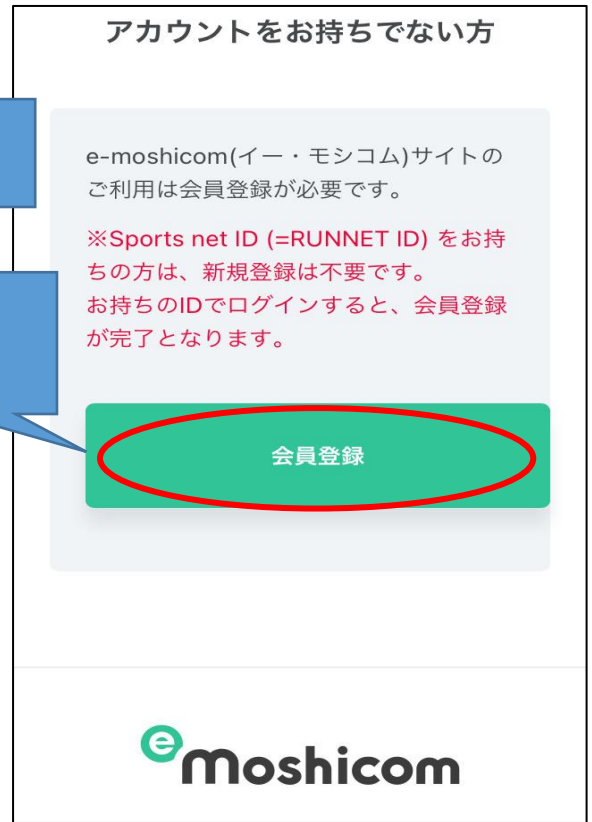 アカウントをお持ちでない方
e-moshicom(イー・モシコム)サイトの
ご利用は会員登録が必要です。
※Sports net ID (=RUNNET ID) をお持
ちの方は、新規登録は不要です。
お持ちのIDでログインすると、会員登録
が完了となります。
会員登録
e moshicom